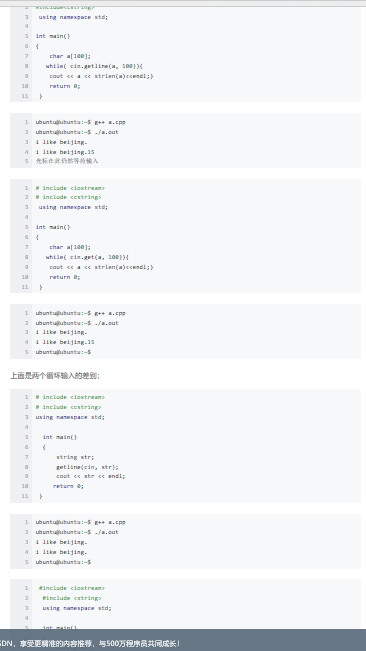 2 #include<cstring>
3 using namespace std;
4
5 int main()
6 {
7 char a[100];
8 while( cin.getline(a, 100)){
9 cout << a << strlen(a)<<endl;}
10 return 0;
11 }
1 ubuntu@ubuntu:~$ g++ a.cpp
2 ubuntu@ubuntu:~$ ./a.out
3 i like beijing.
4 i like beijing.15
5 光标在此仍然等待输入
1 # include <iostream>
2 # include <cstring>
3 using namespace std;
4
5 int main()
6 {
7 char a[100];
8 while( cin.get(a, 100)){
9 cout << a << strlen(a)<<endl;}
10 return 0;
11 }
1 ubuntu@ubuntu:~$ g++ a.cpp
2 ubuntu@ubuntu:~$ ./a.out
3 i like beijing.
4 i like beijing.15
5 ubuntu@ubuntu:~$
上面是两个循环输入的差别;
1 # include <iostream>
2 # include <cstring>
3 using namespace std;
4
5 int main()
6 {
7 string str;
8 getline(cin, str);
9 cout << str << endl;
10 return 0;
11 }
1 ubuntu@ubuntu:~$ g++ a.cpp
2 ubuntu@ubuntu:~$ ./a.out
3 i like beijing.
4 i like beijing.
5 ubuntu@ubuntu:~$
1 #include <iostream>
2 #include <cstring>
3 using namespace std;
4
5 int main()
SDN，享受更精准的内容推荐，与500万程序员共同成长！